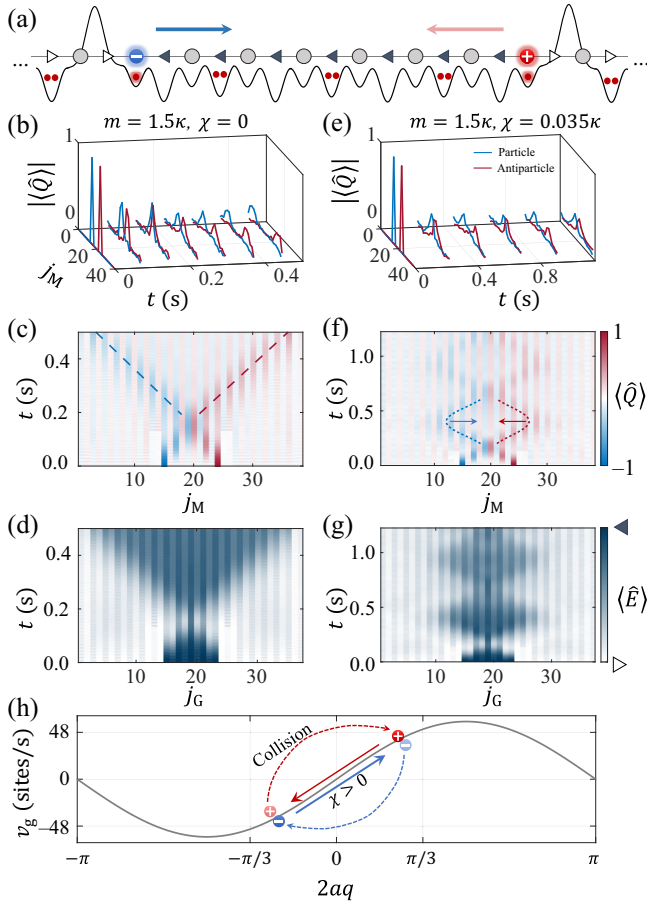 (a)
... − + ...
(b) m = 1.5κ, χ = 0
(e) m = 1.5κ, χ = 0.035κ
|⟨Q̂⟩|
1
0
0
20
40
j_M
0
0.2
0.4
t (s)
|⟨Q̂⟩|
1
0
0
20
40
0
0.4
0.8
t (s)
Particle
Antiparticle
(c)
t (s)
0.4
0.2
0.0
10 20 30
j_M
(f)
t (s)
1.0
0.5
0.0
10 20 30
j_M
1
⟨Q̂⟩
−1
(d)
t (s)
0.4
0.2
0.0
10 20 30
j_G
(g)
t (s)
1.0
0.5
0.0
10 20 30
j_G
⟨Ê⟩
(h)
v_g (sites/s)
48
0
−48
Collision
χ > 0
+ −
+ −
−π −π/3 0 π/3 π
2aq